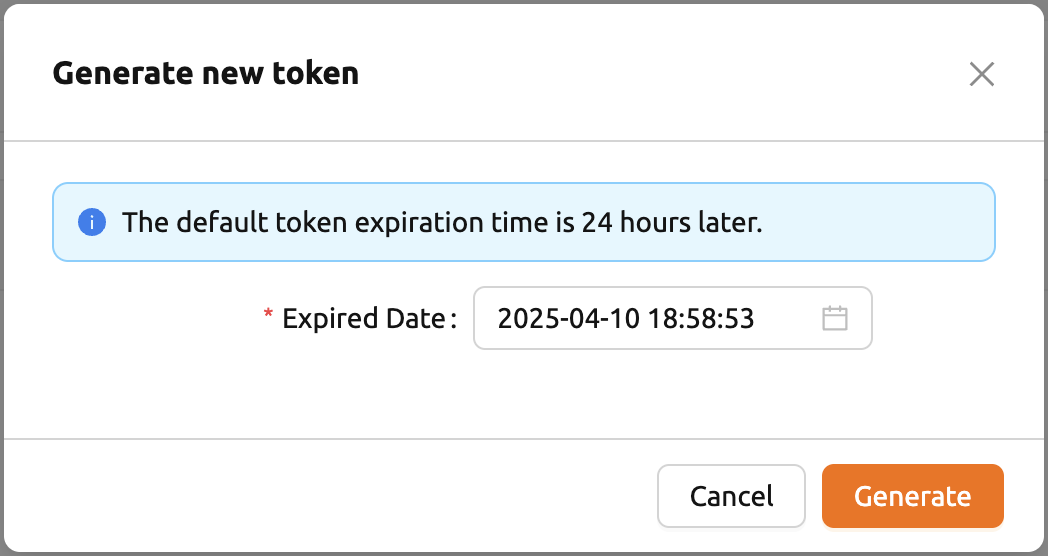 Generate new token
The default token expiration time is 24 hours later.
* Expired Date: 2025-04-10 18:58:53
Cancel Generate